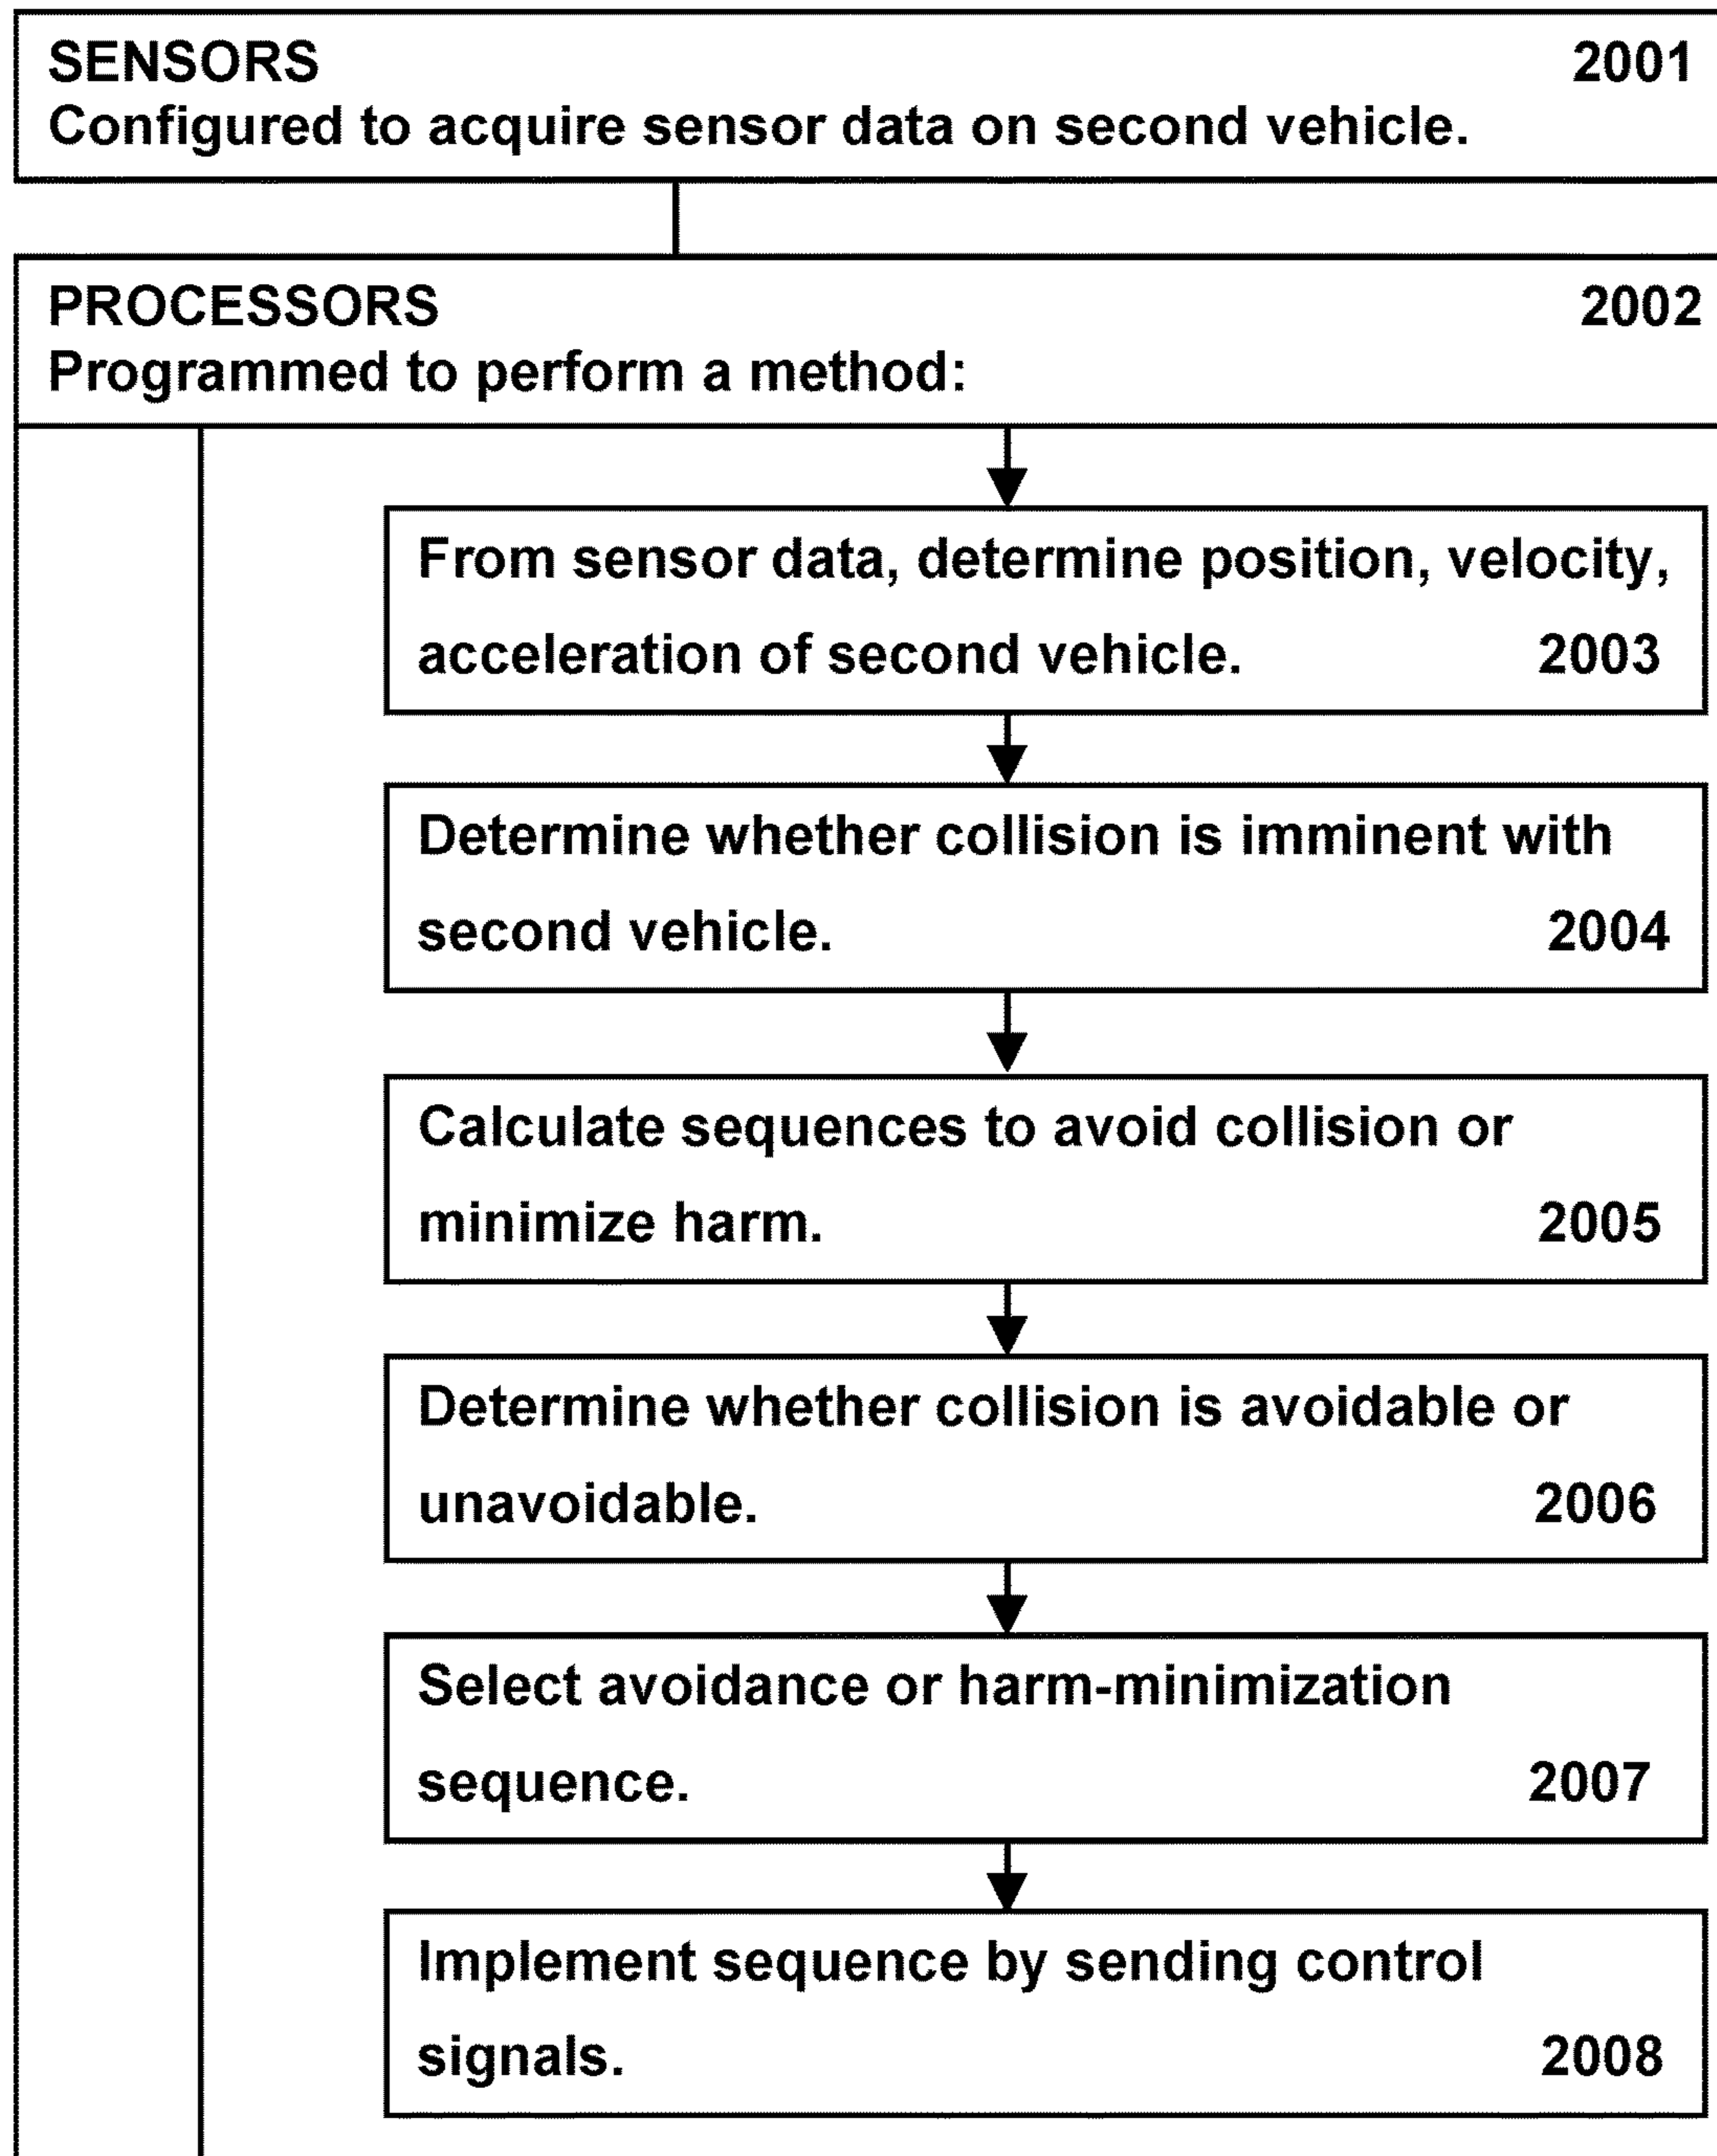 SENSORS 2001
Configured to acquire sensor data on second vehicle.
PROCESSORS 2002
Programmed to perform a method:
From sensor data, determine position, velocity,
acceleration of second vehicle. 2003
Determine whether collision is imminent with
second vehicle. 2004
Calculate sequences to avoid collision or
minimize harm. 2005
Determine whether collision is avoidable or
unavoidable. 2006
Select avoidance or harm-minimization
sequence. 2007
Implement sequence by sending control
signals. 2008